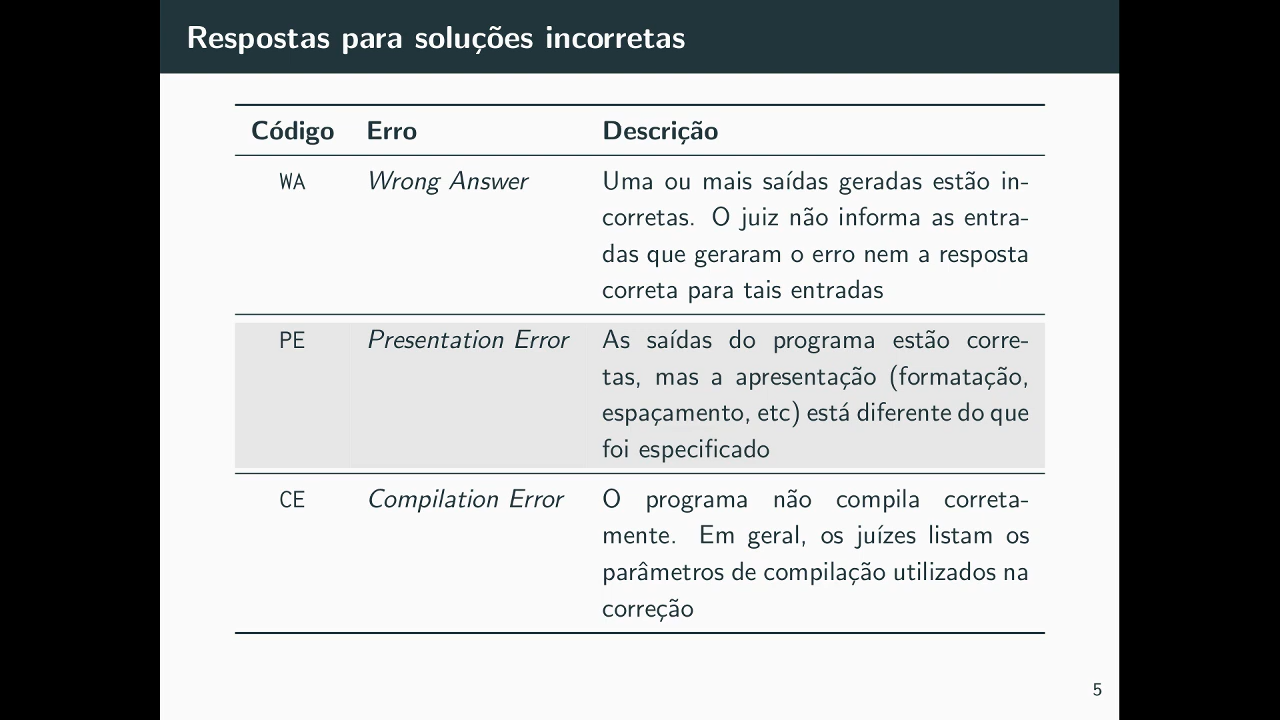 Respostas para soluções incorretas
Código Erro Descrição
WA Wrong Answer Uma ou mais saídas geradas estão in-
corretas. O juiz não informa as entra-
das que geraram o erro nem a resposta
correta para tais entradas
PE Presentation Error As saídas do programa estão corre-
tas, mas a apresentação (formatação,
espaçamento, etc) está diferente do que
foi especificado
CE Compilation Error O programa não compila correta-
mente. Em geral, os juízes listam os
parâmetros de compilação utilizados na
correção
5